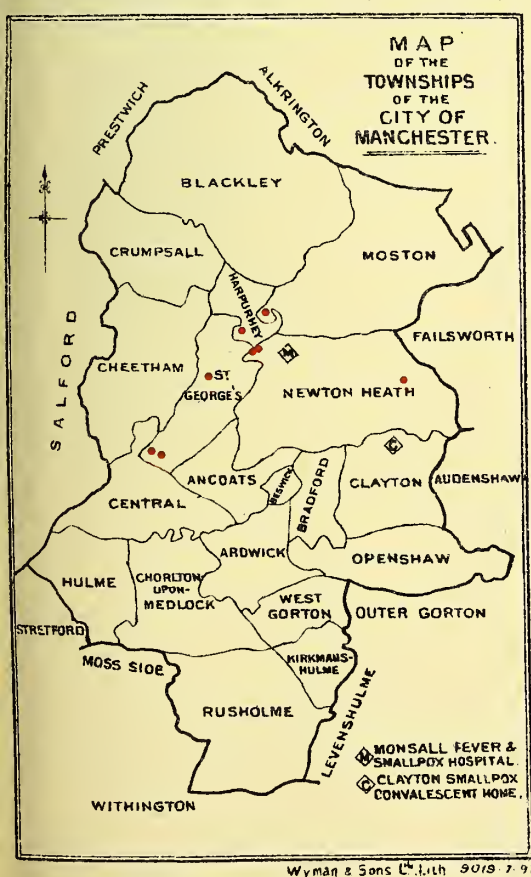 MAP
OF THE
TOWNSHIPS
OF THE
CITY OF
MANCHESTER.
PRESTWICH
ALKRINGTON
BLACKLEY
CRUMPSALL
MOSTON
HARPURHEY
FAILSWORTH
SALFORD
CHEETHAM
M
ST.
GEORGE'S
NEWTON HEATH
C
ANCOATS
BESWICK
BRADFORD
CLAYTON
AUDENSHAW
CENTRAL
ARDWICK
OPENSHAW
HULME
CHORLTON-
UPON-
MEDLOCK
WEST
GORTON
OUTER GORTON
STRETFORD
MOSS SIDE
KIRKMANS-
HULME
RUSHOLME
LEVENSHULME
WITHINGTON
M MONSALL FEVER &
SMALLPOX HOSPITAL.
C CLAYTON SMALLPOX
CONVALESCENT HOME.
Wyman & Sons Ltd. Lith